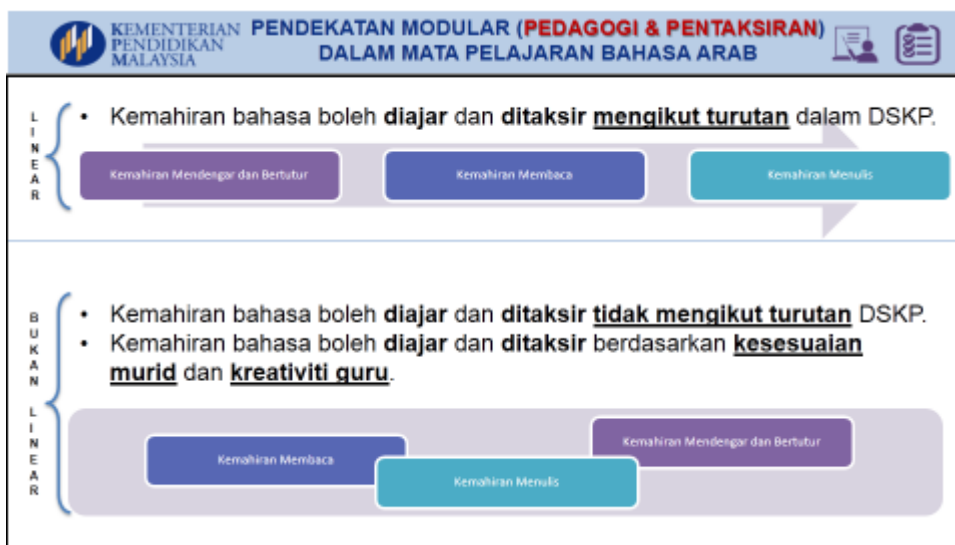 KEMENTERIAN
PENDIDIKAN
MALAYSIA
PENDEKATAN MODULAR (PEDAGOGI & PENTAKSIRAN)
DALAM MATA PELAJARAN BAHASA ARAB
LINEAR
• Kemahiran bahasa boleh diajar dan ditaksir mengikut turutan dalam DSKP.
Kemahiran Mendengar dan Bertutur
Kemahiran Membaca
Kemahiran Menulis
BUKAN LINEAR
• Kemahiran bahasa boleh diajar dan ditaksir tidak mengikut turutan DSKP.
• Kemahiran bahasa boleh diajar dan ditaksir berdasarkan kesesuaian
murid dan kreativiti guru.
Kemahiran Mendengar dan Bertutur
Kemahiran Membaca
Kemahiran Menulis